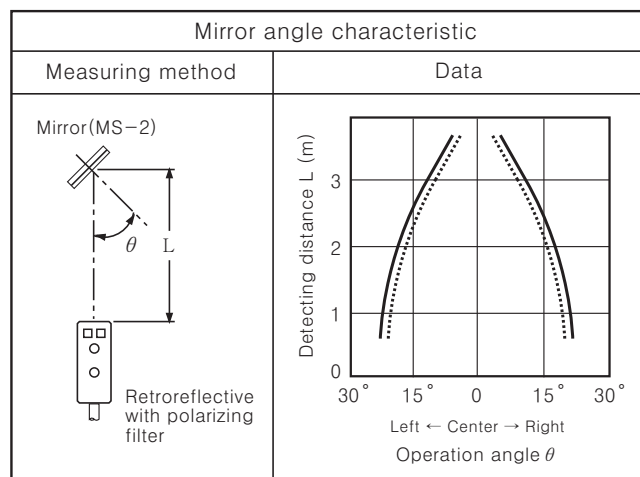 Mirror angle characteristic
Measuring method
Data
Mirror(MS−2)
θ
L
Retroreflective
with polarizing
filter
Detecting distance L (m)
3
2
1
0
30° 15° 0 15° 30°
Left ← Center → Right
Operation angle θ